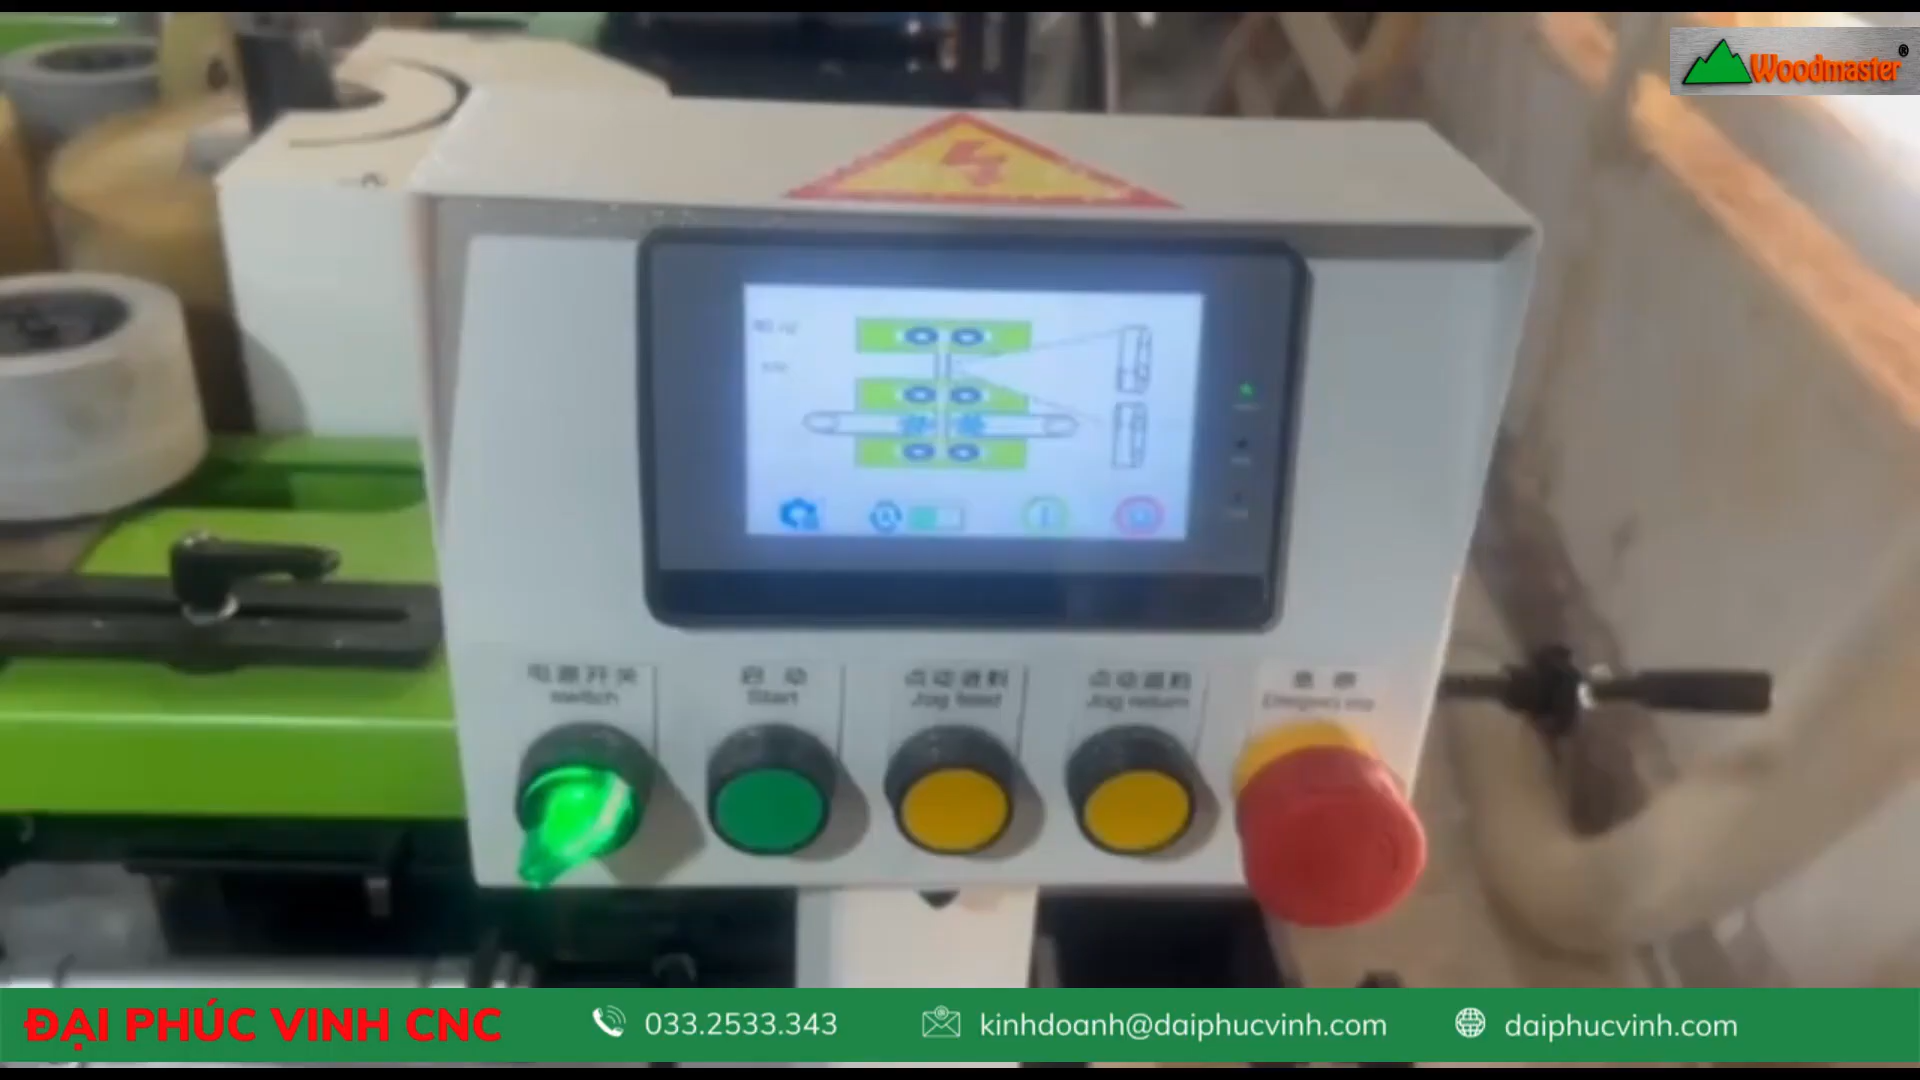 Woodmaster®
电源开关
switch
启 动
Start
点动进料
Jog feed
点动退料
Jog return
急 停
ĐẠI PHÚC VINH CNC
033.2533.343
kinhdoanh@daiphucvinh.com
daiphucvinh.com